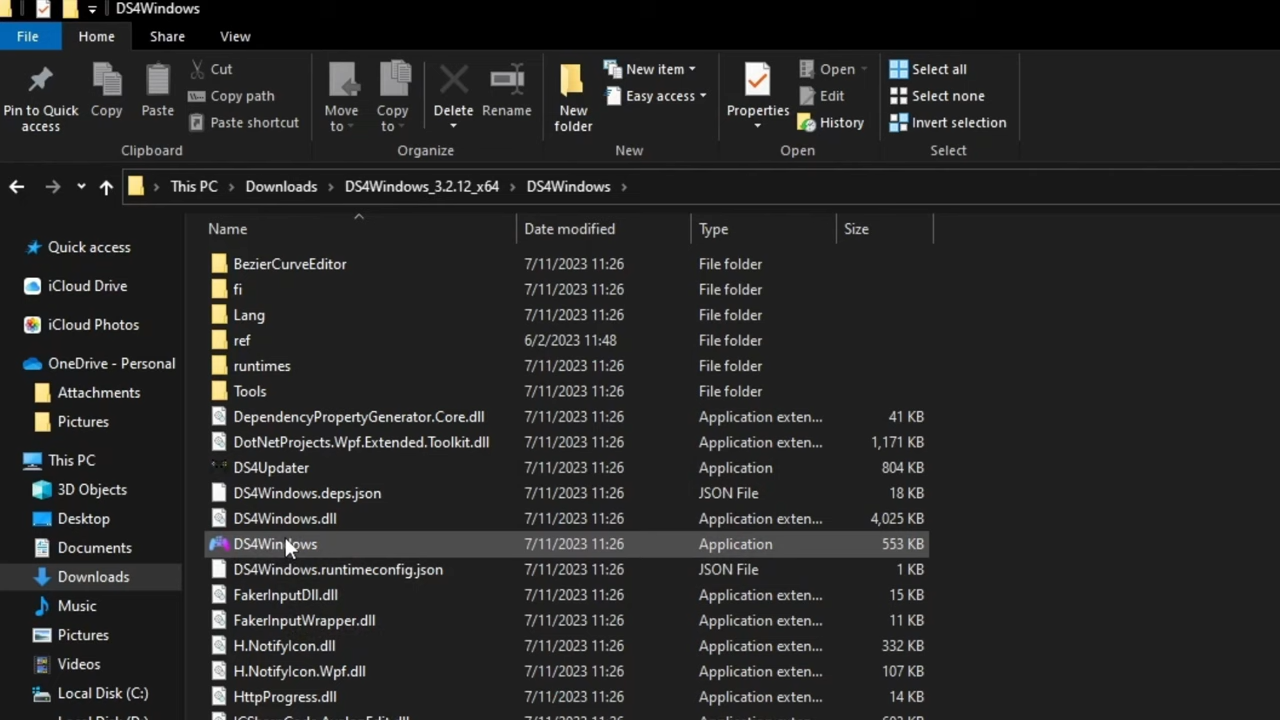 DS4Windows
File Home Share View
Cut
Copy path
Paste shortcut
Pin to Quick access
Copy
Paste
Clipboard
Move to
Copy to
Delete
Rename
Organize
New folder
New item
Easy access
New
Properties
Open
Edit
History
Open
Select all
Select none
Invert selection
Select
This PC > Downloads > DS4Windows_3.2.12_x64 > DS4Windows >
Quick access
iCloud Drive
iCloud Photos
OneDrive - Personal
Attachments
Pictures
This PC
3D Objects
Desktop
Documents
Downloads
Music
Pictures
Videos
Local Disk (C:)
Name Date modified Type Size
BezierCurveEditor 7/11/2023 11:26 File folder
fi 7/11/2023 11:26 File folder
Lang 7/11/2023 11:26 File folder
ref 6/2/2023 11:48 File folder
runtimes 7/11/2023 11:26 File folder
Tools 7/11/2023 11:26 File folder
DependencyPropertyGenerator.Core.dll 7/11/2023 11:26 Application exten... 41 KB
DotNetProjects.Wpf.Extended.Toolkit.dll 7/11/2023 11:26 Application exten... 1,171 KB
DS4Updater 7/11/2023 11:26 Application 804 KB
DS4Windows.deps.json 7/11/2023 11:26 JSON File 18 KB
DS4Windows.dll 7/11/2023 11:26 Application exten... 4,025 KB
DS4Windows 7/11/2023 11:26 Application 553 KB
DS4Windows.runtimeconfig.json 7/11/2023 11:26 JSON File 1 KB
FakerInputDll.dll 7/11/2023 11:26 Application exten... 15 KB
FakerInputWrapper.dll 7/11/2023 11:26 Application exten... 11 KB
H.NotifyIcon.dll 7/11/2023 11:26 Application exten... 332 KB
H.NotifyIcon.Wpf.dll 7/11/2023 11:26 Application exten... 107 KB
HttpProgress.dll 7/11/2023 11:26 Application exten... 14 KB